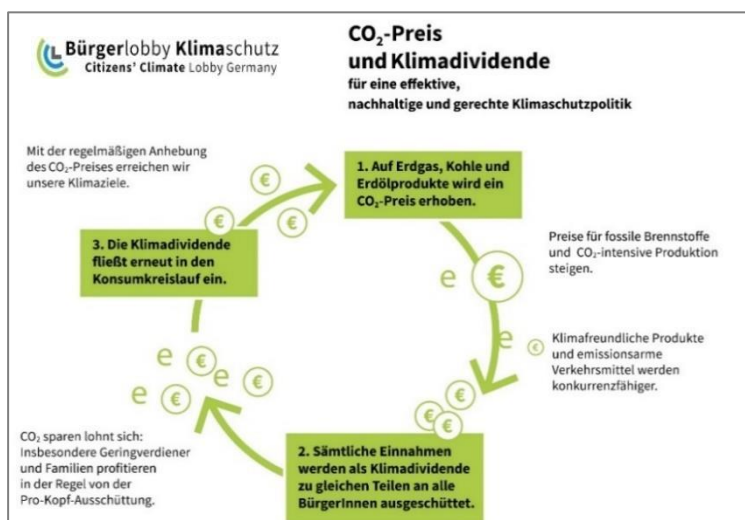 Bürgerlobby Klimaschutz
Citizens' Climate Lobby Germany
CO₂-Preis
und Klimadividende
für eine effektive,
nachhaltige und gerechte Klimaschutzpolitik
Mit der regelmäßigen Anhebung
des CO₂-Preises erreichen wir
unsere Klimaziele.
€
€
€
1. Auf Erdgas, Kohle und
Erdölprodukte wird ein
CO₂-Preis erhoben.
3. Die Klimadividende
fließt erneut in den
Konsumkreislauf ein.
Preise für fossile Brennstoffe
und CO₂-intensive Produktion
steigen.
e €
e €
Klimafreundliche Produkte
und emissionsarme
Verkehrsmittel werden
konkurrenzfähiger.
e €
e €
e €
€
€
€
CO₂ sparen lohnt sich:
Insbesondere Geringverdiener
und Familien profitieren
in der Regel von der
Pro-Kopf-Ausschüttung.
2. Sämtliche Einnahmen
werden als Klimadividende
zu gleichen Teilen an alle
BürgerInnen ausgeschüttet.